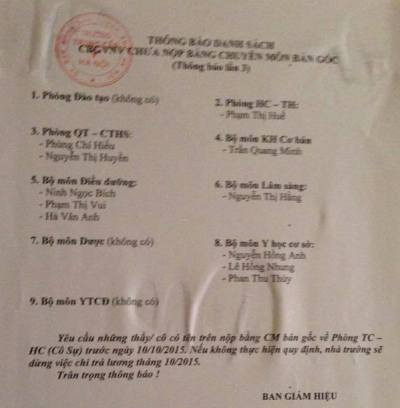 THÔNG BÁO DANH SÁCH
CBGVNV CHƯA NỘP BẰNG CHUYÊN MÔN BẢN GỐC
(Thông báo lần 3)
1. Phòng Đào tạo (không có)
2. Phòng HC – TH:
- Phạm Thị Huế
3. Phòng QT – CTHS:
- Phùng Chí Hiếu
- Nguyễn Thị Huyền
4. Bộ môn KH Cơ bản
- Trần Quang Minh
5. Bộ môn Điều dưỡng:
- Ninh Ngọc Bích
- Phạm Thị Vui
- Hà Vân Anh
6. Bộ môn Lâm sàng:
- Nguyễn Thị Hằng
7. Bộ môn Dược (không có)
8. Bộ môn Y học cơ sở:
- Nguyễn Hồng Anh
- Lê Hồng Nhung
- Phan Thu Thủy
9. Bộ môn YTCĐ (không có)
Yêu cầu những thầy/ cô có tên trên nộp bằng CM bản gốc về Phòng TC –
HC (Cô Sự) trước ngày 10/10/2015. Nếu không thực hiện quy định, nhà trường sẽ
dừng việc chi trả lương tháng 10/2015.
Trân trọng thông báo !
BAN GIÁM HIỆU